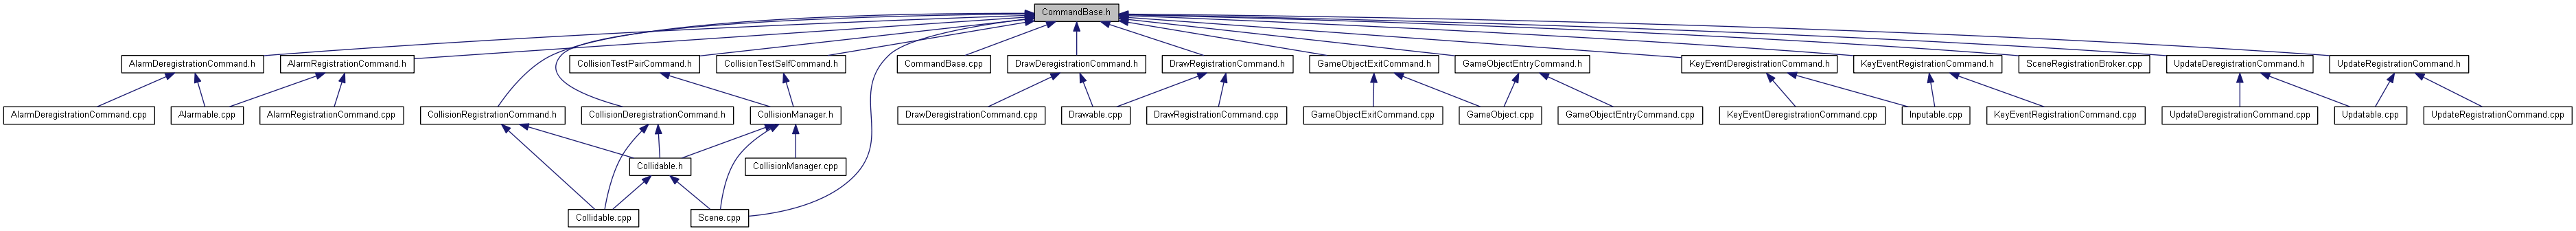 CommandBase.h
AlarmDeregistrationCommand.h
AlarmRegistrationCommand.h
CollisionTestPairCommand.h
CollisionTestSelfCommand.h
CommandBase.cpp
DrawDeregistrationCommand.h
DrawRegistrationCommand.h
GameObjectExitCommand.h
GameObjectEntryCommand.h
KeyEventDeregistrationCommand.h
KeyEventRegistrationCommand.h
SceneRegistrationBroker.cpp
UpdateDeregistrationCommand.h
UpdateRegistrationCommand.h
AlarmDeregistrationCommand.cpp
Alarmable.cpp
AlarmRegistrationCommand.cpp
CollisionRegistrationCommand.h
CollisionDeregistrationCommand.h
CollisionManager.h
DrawDeregistrationCommand.cpp
Drawable.cpp
DrawRegistrationCommand.cpp
GameObjectExitCommand.cpp
GameObject.cpp
GameObjectEntryCommand.cpp
KeyEventDeregistrationCommand.cpp
Inputable.cpp
KeyEventRegistrationCommand.cpp
UpdateDeregistrationCommand.cpp
Updatable.cpp
UpdateRegistrationCommand.cpp
Collidable.h
CollisionManager.cpp
Collidable.cpp
Scene.cpp